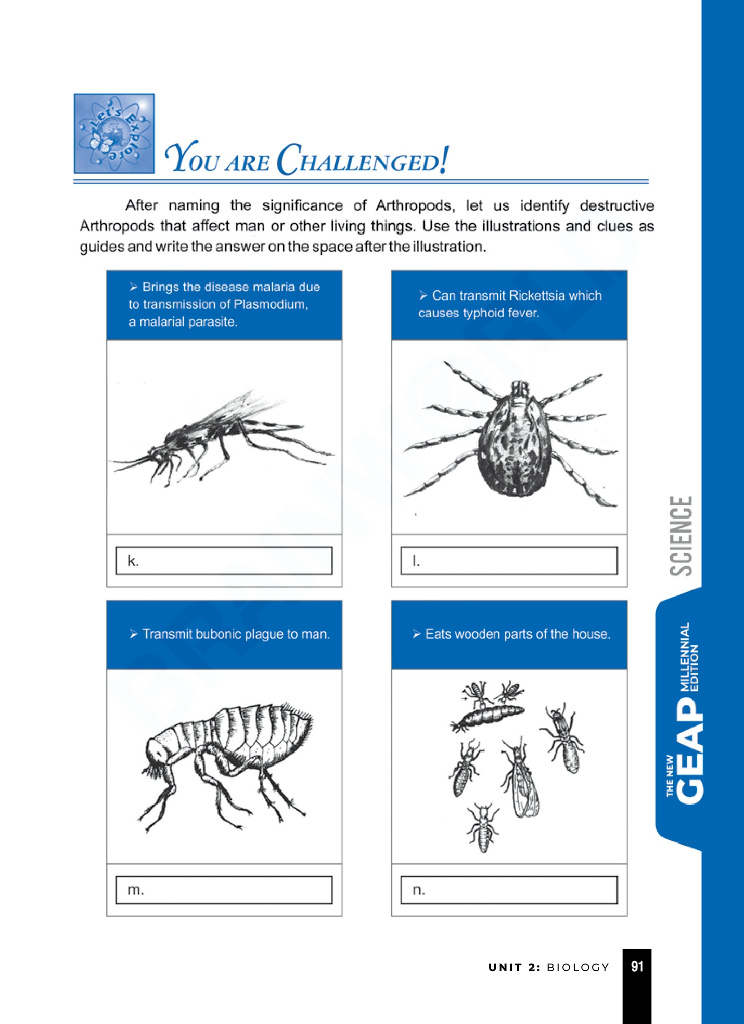 Let's Explore
YOU ARE CHALLENGED!
After naming the significance of Arthropods, let us identify destructive
Arthropods that affect man or other living things. Use the illustrations and clues as
guides and write the answer on the space after the illustration.
➢ Brings the disease malaria due
to transmission of Plasmodium,
a malarial parasite.
➢ Can transmit Rickettsia which
causes typhoid fever.
k.
l.
➢ Transmit bubonic plague to man.
➢ Eats wooden parts of the house.
m.
n.
SCIENCE
THE NEW
GEAP
MILLENNIAL
EDITION
UNIT 2: BIOLOGY
91